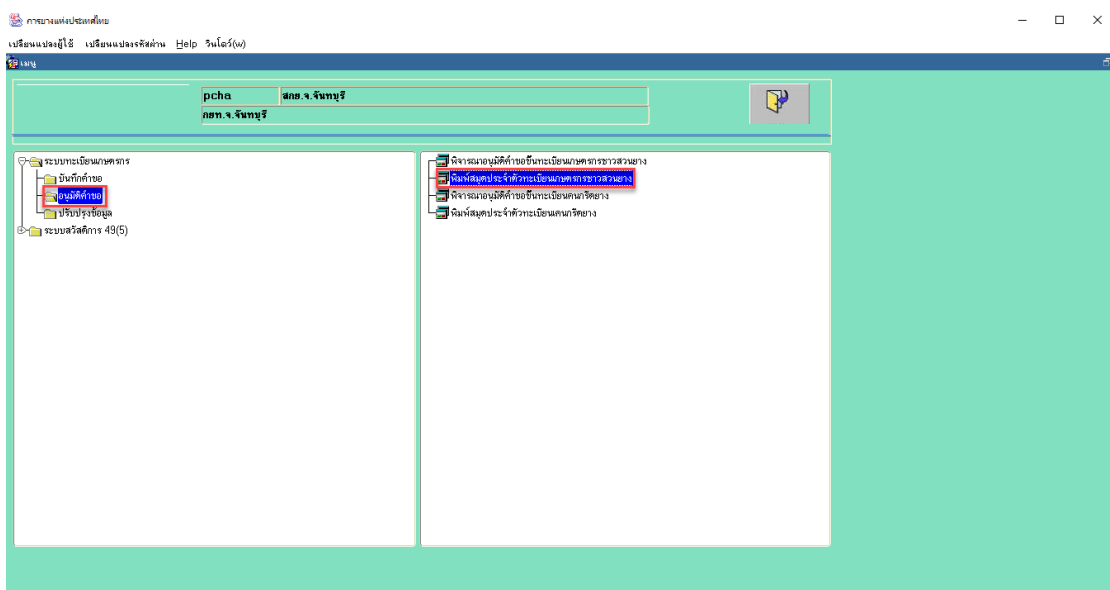 การยางแห่งประเทศไทย
เปลี่ยนแปลงผู้ใช้ เปลี่ยนแปลงรหัสผ่าน Help วินโดว์(w)
เมนู
pcha สกย.จ.จันทบุรี
กยท.จ.จันทบุรี
ระบบทะเบียนเกษตรกร
บันทึกคำขอ
อนุมัติคำขอ
ปรับปรุงข้อมูล
ระบบสวัสดิการ 49(5)
พิจารณาอนุมัติคำขอขึ้นทะเบียนเกษตรกรชาวสวนยาง
พิมพ์สมุดประจำตัวทะเบียนเกษตรกรชาวสวนยาง
พิจารณาอนุมัติคำขอขึ้นทะเบียนคนกรีดยาง
พิมพ์สมุดประจำตัวทะเบียนคนกรีดยาง